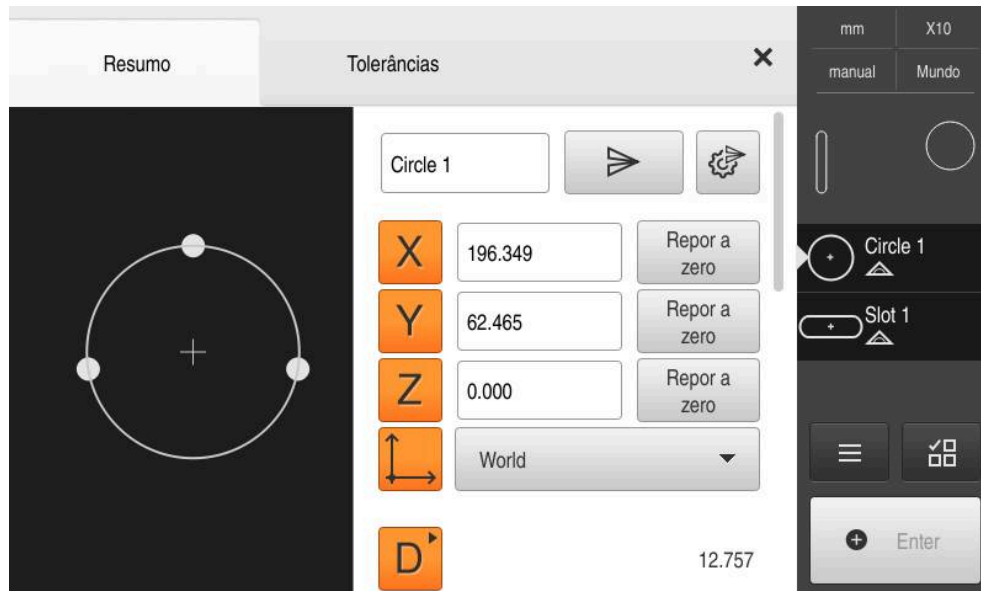 Resumo
Tolerâncias
mm
X10
manual
Mundo
Circle 1
X
196.349
Repor a
zero
Y
62.465
Repor a
zero
Z
0.000
Repor a
zero
World
D
12.757
Circle 1
Slot 1
Enter